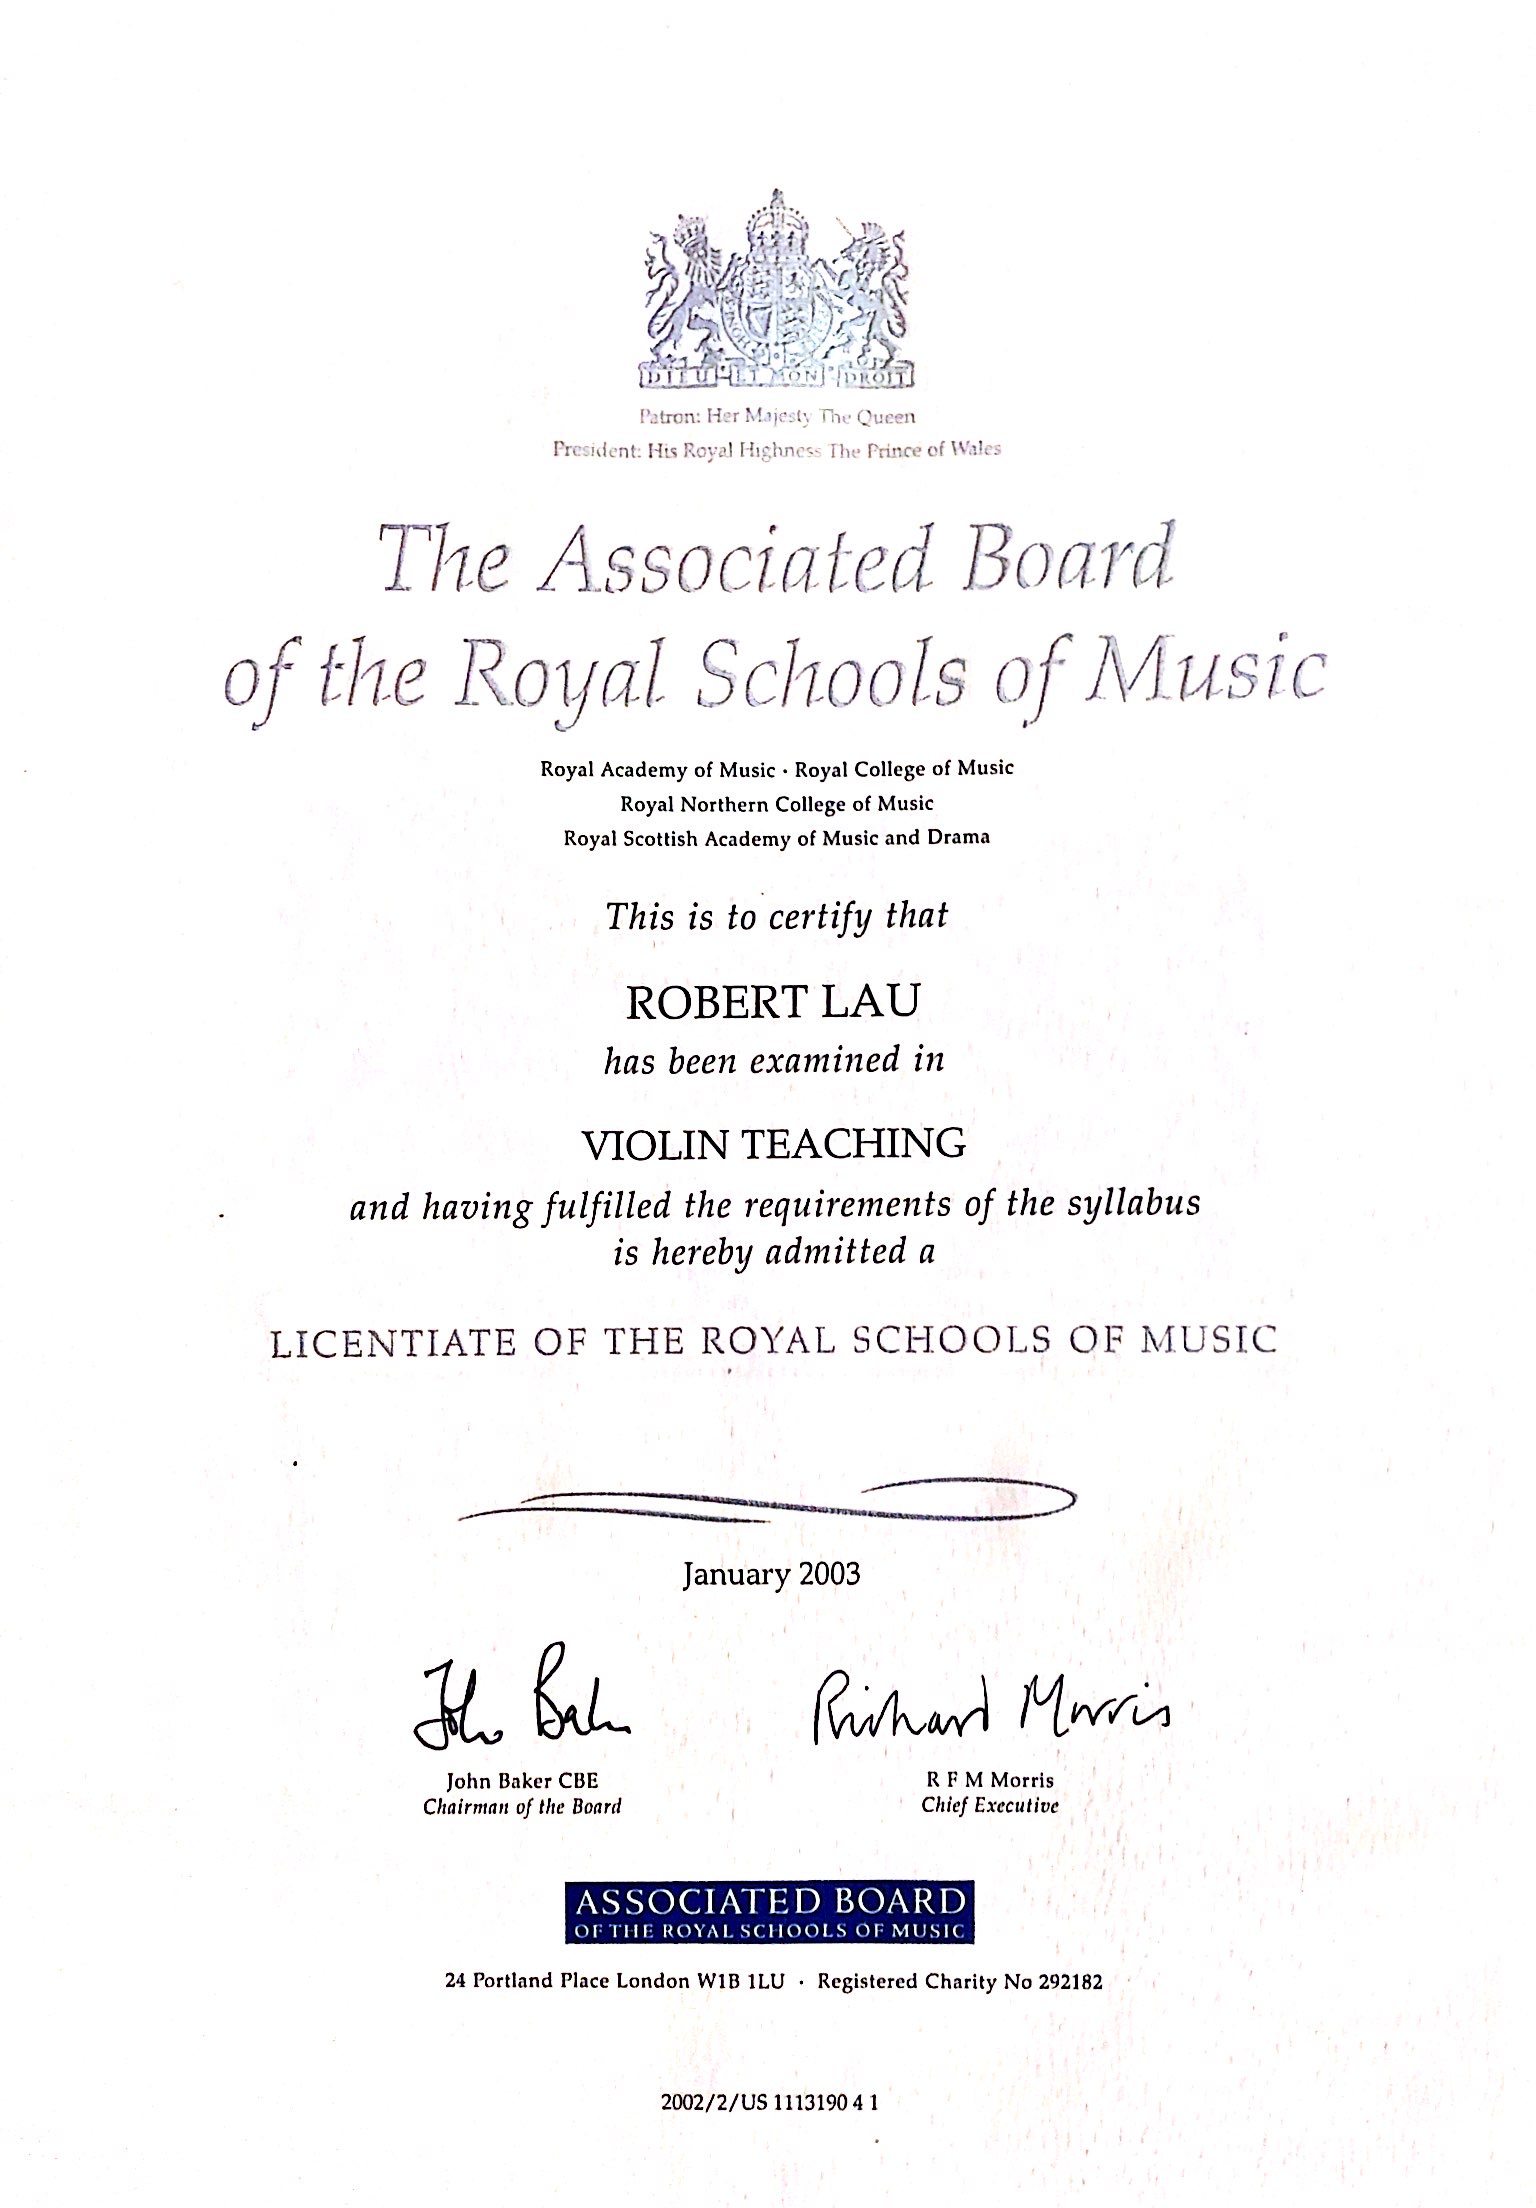 DIEU ET MON DROIT
Patron: Her Majesty The Queen
President: His Royal Highness The Prince of Wales
The Associated Board
of the Royal Schools of Music
Royal Academy of Music · Royal College of Music
Royal Northern College of Music
Royal Scottish Academy of Music and Drama
This is to certify that
ROBERT LAU
has been examined in
VIOLIN TEACHING
and having fulfilled the requirements of the syllabus
is hereby admitted a
LICENTIATE OF THE ROYAL SCHOOLS OF MUSIC
January 2003
John Baker Richard Morris
John Baker CBE R F M Morris
Chairman of the Board Chief Executive
ASSOCIATED BOARD
OF THE ROYAL SCHOOLS OF MUSIC
24 Portland Place London W1B 1LU · Registered Charity No 292182
2002/2/US 1113190 4 1